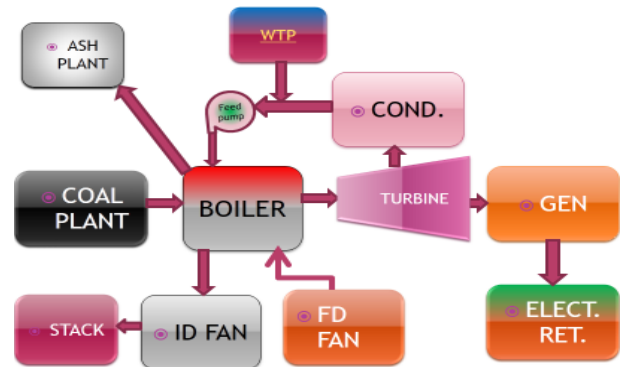 WTP
ASH
PLANT
Feed
pump
COND.
COAL
PLANT
BOILER
TURBINE
GEN
STACK
ID FAN
FD
FAN
ELECT.
RET.